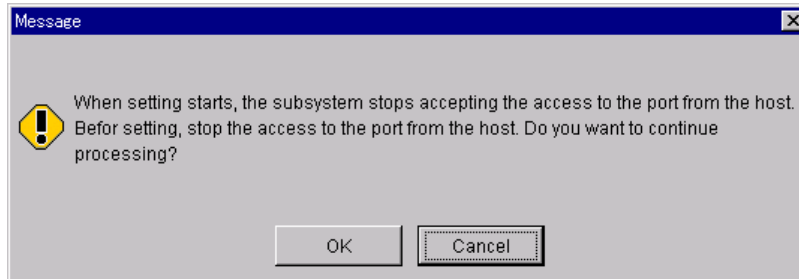 Message
When setting starts, the subsystem stops accepting the access to the port from the host.
Befor setting, stop the access to the port from the host. Do you want to continue
processing?
OK
Cancel